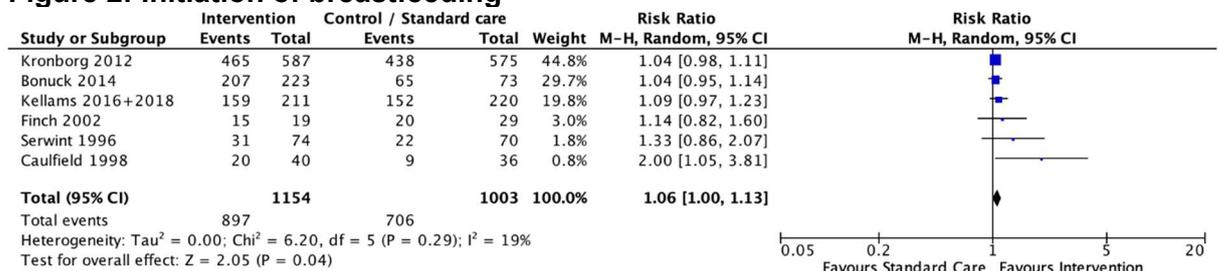 Figure 2: Initiation of breastfeeding
Intervention Control / Standard care Risk Ratio Risk Ratio
Study or Subgroup Events Total Events Total Weight M-H, Random, 95% CI M-H, Random, 95% CI
Kronborg 2012 465 587 438 575 44.8% 1.04 [0.98, 1.11]
Bonuck 2014 207 223 65 73 29.7% 1.04 [0.95, 1.14]
Kellams 2016+2018 159 211 152 220 19.8% 1.09 [0.97, 1.23]
Finch 2002 15 19 20 29 3.0% 1.14 [0.82, 1.60]
Serwint 1996 31 74 22 70 1.8% 1.33 [0.86, 2.07]
Caulfield 1998 20 40 9 36 0.8% 2.00 [1.05, 3.81]
Total (95% CI) 1154 1003 100.0% 1.06 [1.00, 1.13]
Total events 897 706
Heterogeneity: Tau² = 0.00; Chi² = 6.20, df = 5 (P = 0.29); I² = 19%
Test for overall effect: Z = 2.05 (P = 0.04)
0.05 0.2 1 5 20
Favours Standard Care Favours Intervention